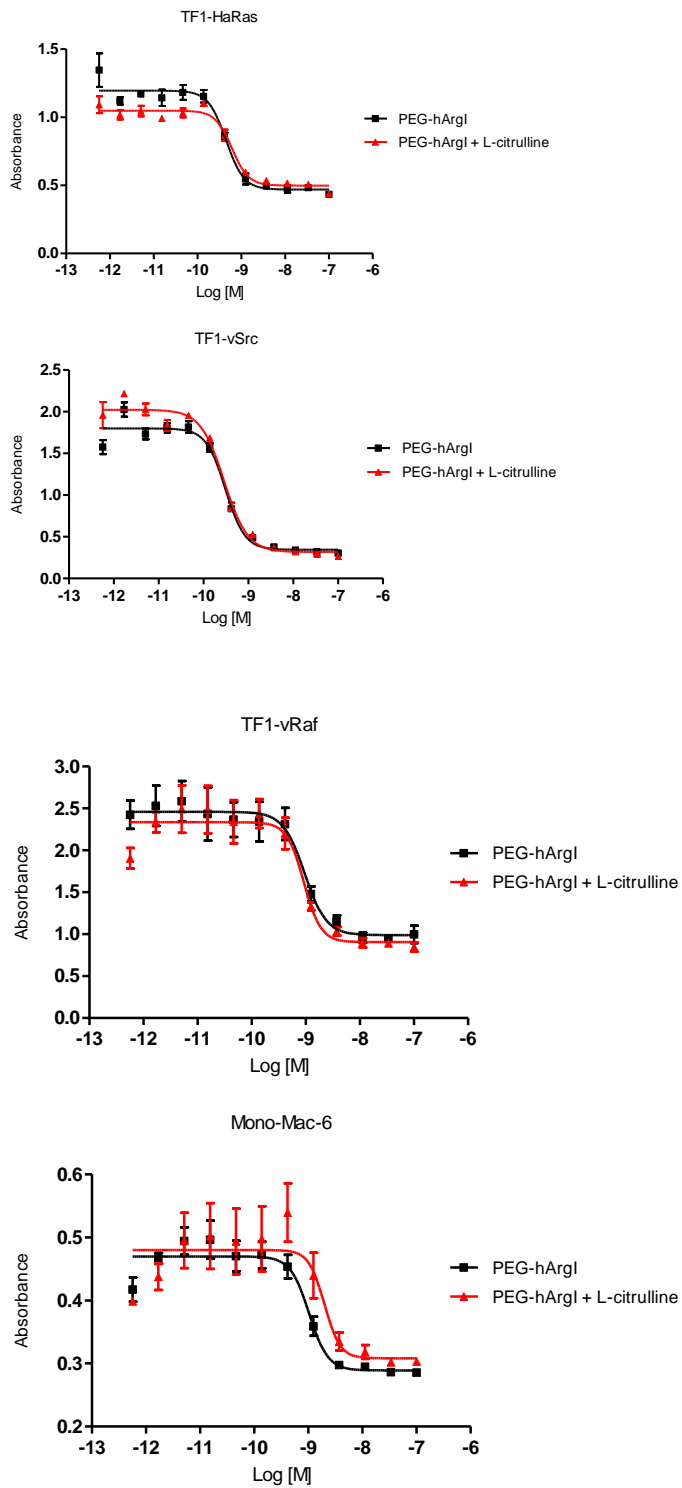 TF1-HaRas
1.5
1.0
0.5
0.0
Absorbance
-13 -12 -11 -10 -9 -8 -7 -6
Log [M]
PEG-hArgI
PEG-hArgI + L-citrulline
TF1-vSrc
2.5
2.0
1.5
1.0
0.5
0.0
Absorbance
-13 -12 -11 -10 -9 -8 -7 -6
Log [M]
PEG-hArgI
PEG-hArgI + L-citrulline
TF1-vRaf
3.0
2.5
2.0
1.5
1.0
0.5
0.0
Absorbance
-13 -12 -11 -10 -9 -8 -7 -6
Log [M]
PEG-hArgI
PEG-hArgI + L-citrulline
Mono-Mac-6
0.6
0.5
0.4
0.3
0.2
Absorbance
-13 -12 -11 -10 -9 -8 -7 -6
Log [M]
PEG-hArgI
PEG-hArgI + L-citrulline